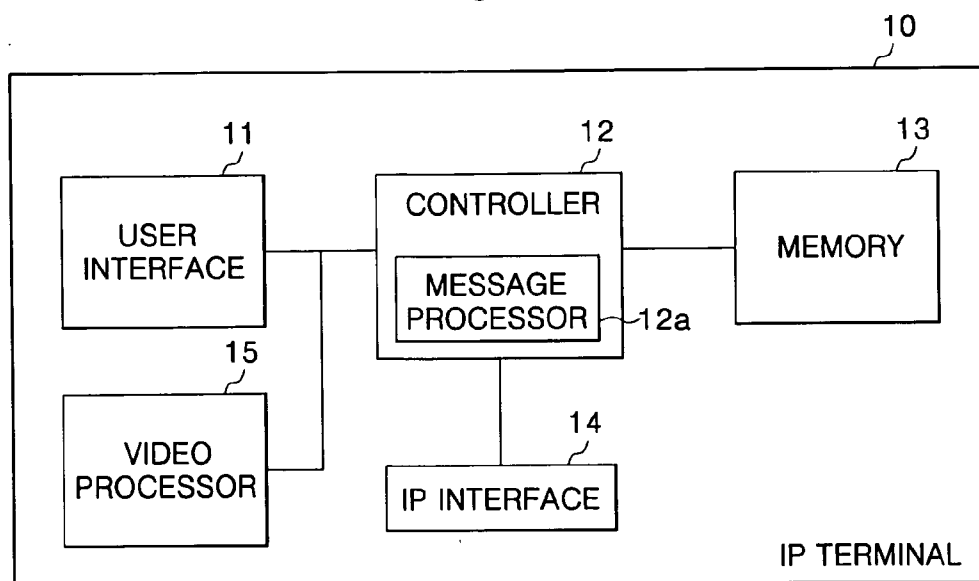 10
11
USER
INTERFACE
12
CONTROLLER
MESSAGE
PROCESSOR
12a
13
MEMORY
15
VIDEO
PROCESSOR
14
IP INTERFACE
IP TERMINAL